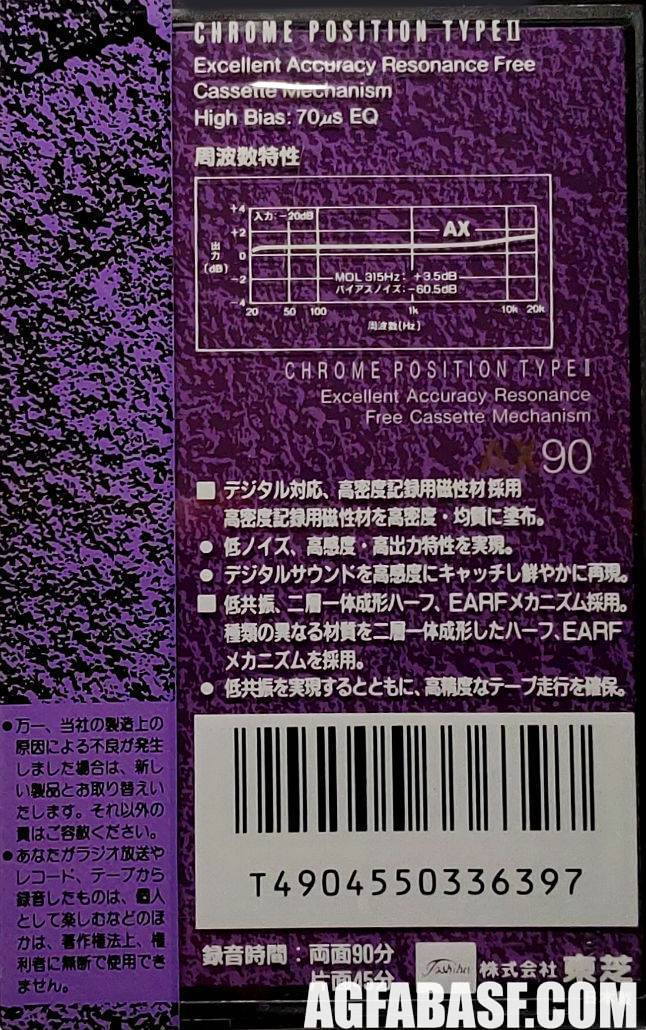 CHROME POSITION TYPEⅡ
Excellent Accuracy Resonance Free
Cassette Mechanism
High Bias: 70μs EQ
周波数特性
+4
+2
0
-2
-4
出力
(dB)
入力:-20dB
AX
MOL 315Hz: +3.5dB
バイアスノイズ: -60.5dB
20 50 100 1k 10k 20k
周波数(Hz)
CHROME POSITION TYPEⅡ
Excellent Accuracy Resonance
Free Cassette Mechanism
AX90
■ デジタル対応、高密度記録用磁性材採用
高密度記録用磁性材を高密度・均質に塗布。
● 低ノイズ、高感度・高出力特性を実現。
● デジタルサウンドを高感度にキャッチし鮮やかに再現。
■ 低共振、二層一体成形ハーフ、EARFメカニズム採用。
種類の異なる材質を二層一体成形したハーフ、EARF
メカニズムを採用。
● 低共振を実現するとともに、高精度なテープ走行を確保。
●万一、当社の製造上の
原因による不良が発生
しました場合は、新し
い製品とお取り替えい
たします。それ以外の
責はご容赦ください。
●あなたがラジオ放送や
レコード、テープから
録音したものは、個人
として楽しむなどのほ
かは、著作権法上、権
利者に無断で使用でき
ません。
T4904550336397
録音時間:両面90分
片面45分
Toshiba 株式会社 東芝
AGFABASF.COM